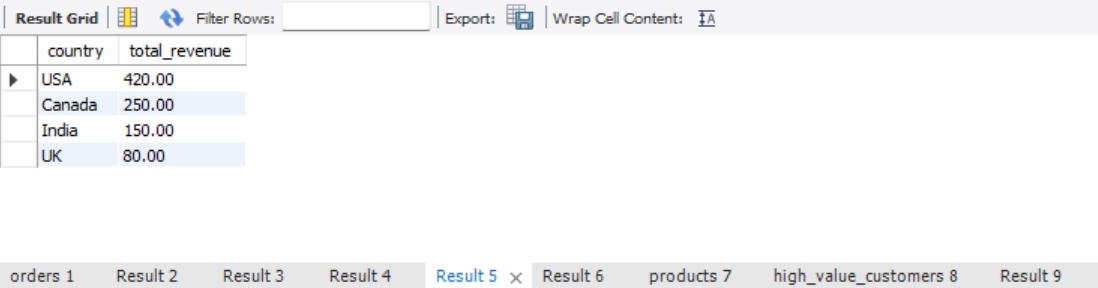 Result Grid Filter Rows: Export: Wrap Cell Content: IA
country total_revenue
USA 420.00
Canada 250.00
India 150.00
UK 80.00
orders 1 Result 2 Result 3 Result 4 Result 5 × Result 6 products 7 high_value_customers 8 Result 9